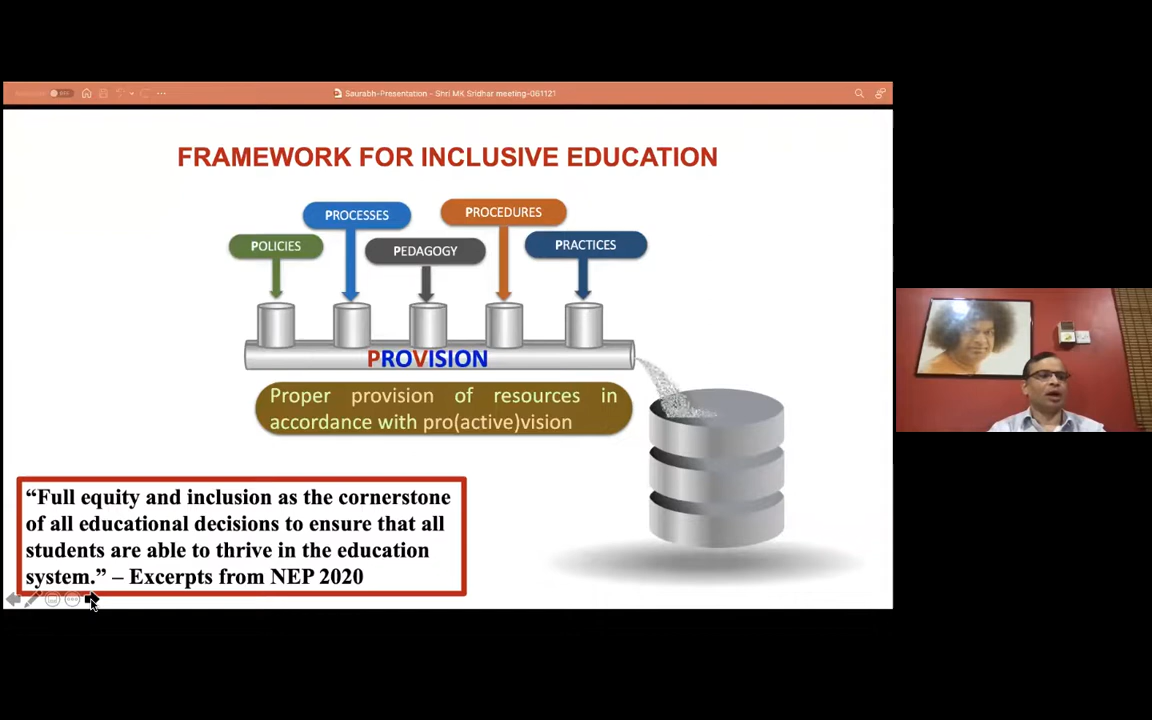 Saurabh-Presentation - Shri MK Sridhar meeting-061121
FRAMEWORK FOR INCLUSIVE EDUCATION
PROCESSES
PROCEDURES
POLICIES
PEDAGOGY
PRACTICES
PROVISION
Proper provision of resources in
accordance with pro(active)vision
“Full equity and inclusion as the cornerstone
of all educational decisions to ensure that all
students are able to thrive in the education
system.” – Excerpts from NEP 2020